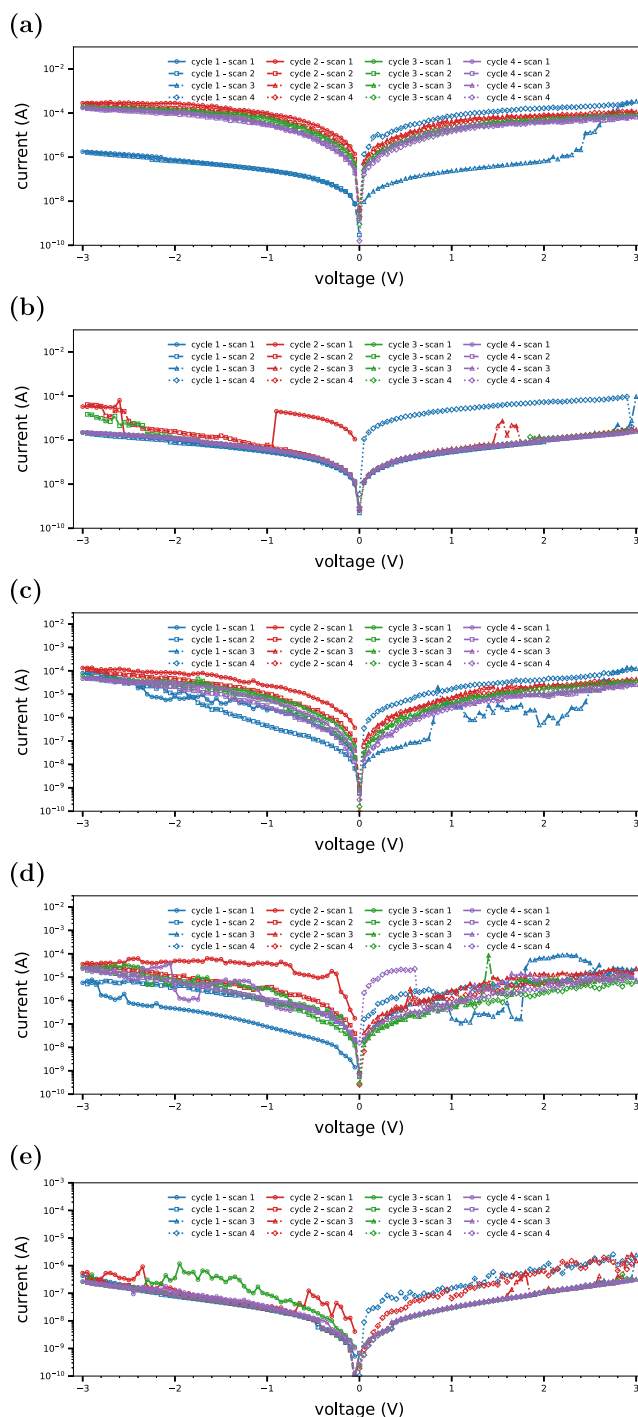 (a)
cycle 1 – scan 1 cycle 2 – scan 1 cycle 3 – scan 1 cycle 4 – scan 1
cycle 1 – scan 2 cycle 2 – scan 2 cycle 3 – scan 2 cycle 4 – scan 2
cycle 1 – scan 3 cycle 2 – scan 3 cycle 3 – scan 3 cycle 4 – scan 3
cycle 1 – scan 4 cycle 2 – scan 4 cycle 3 – scan 4 cycle 4 – scan 4
current (A)
10⁻²
10⁻⁴
10⁻⁶
10⁻⁸
10⁻¹⁰
−3 −2 −1 0 1 2 3
voltage (V)
(b)
cycle 1 – scan 1 cycle 2 – scan 1 cycle 3 – scan 1 cycle 4 – scan 1
cycle 1 – scan 2 cycle 2 – scan 2 cycle 3 – scan 2 cycle 4 – scan 2
cycle 1 – scan 3 cycle 2 – scan 3 cycle 3 – scan 3 cycle 4 – scan 3
cycle 1 – scan 4 cycle 2 – scan 4 cycle 3 – scan 4 cycle 4 – scan 4
current (A)
10⁻²
10⁻⁴
10⁻⁶
10⁻⁸
10⁻¹⁰
−3 −2 −1 0 1 2 3
voltage (V)
(c)
cycle 1 – scan 1 cycle 2 – scan 1 cycle 3 – scan 1 cycle 4 – scan 1
cycle 1 – scan 2 cycle 2 – scan 2 cycle 3 – scan 2 cycle 4 – scan 2
cycle 1 – scan 3 cycle 2 – scan 3 cycle 3 – scan 3 cycle 4 – scan 3
cycle 1 – scan 4 cycle 2 – scan 4 cycle 3 – scan 4 cycle 4 – scan 4
current (A)
10⁻²
10⁻³
10⁻⁴
10⁻⁵
10⁻⁶
10⁻⁷
10⁻⁸
10⁻⁹
10⁻¹⁰
−3 −2 −1 0 1 2 3
voltage (V)
(d)
cycle 1 – scan 1 cycle 2 – scan 1 cycle 3 – scan 1 cycle 4 – scan 1
cycle 1 – scan 2 cycle 2 – scan 2 cycle 3 – scan 2 cycle 4 – scan 2
cycle 1 – scan 3 cycle 2 – scan 3 cycle 3 – scan 3 cycle 4 – scan 3
cycle 1 – scan 4 cycle 2 – scan 4 cycle 3 – scan 4 cycle 4 – scan 4
current (A)
10⁻²
10⁻³
10⁻⁴
10⁻⁵
10⁻⁶
10⁻⁷
10⁻⁸
10⁻⁹
10⁻¹⁰
−3 −2 −1 0 1 2 3
voltage (V)
(e)
cycle 1 – scan 1 cycle 2 – scan 1 cycle 3 – scan 1 cycle 4 – scan 1
cycle 1 – scan 2 cycle 2 – scan 2 cycle 3 – scan 2 cycle 4 – scan 2
cycle 1 – scan 3 cycle 2 – scan 3 cycle 3 – scan 3 cycle 4 – scan 3
cycle 1 – scan 4 cycle 2 – scan 4 cycle 3 – scan 4 cycle 4 – scan 4
current (A)
10⁻³
10⁻⁴
10⁻⁵
10⁻⁶
10⁻⁷
10⁻⁸
10⁻⁹
10⁻¹⁰
−3 −2 −1 0 1 2 3
voltage (V)